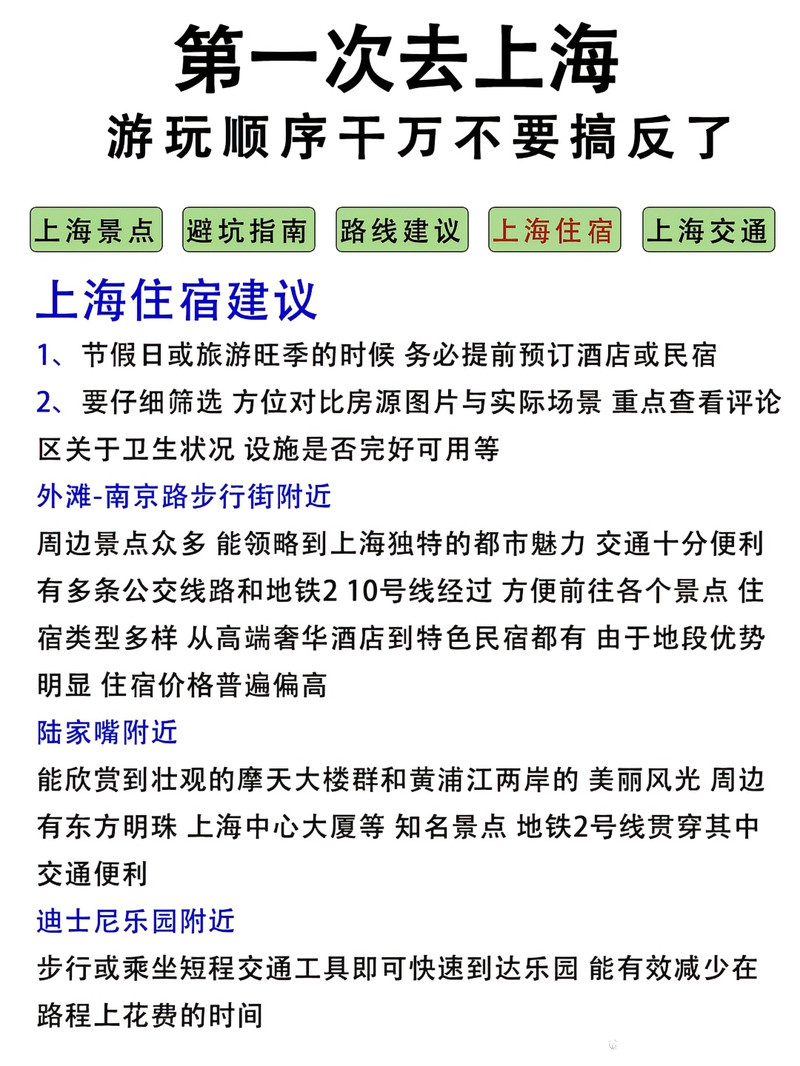 第一次去上海
游玩顺序千万不要搞反了
上海景点 避坑指南 路线建议 上海住宿 上海交通
上海住宿建议
1、节假日或旅游旺季的时候 务必提前预订酒店或民宿
2、要仔细筛选 方位对比房源图片与实际场景 重点查看评论
区关于卫生状况 设施是否完好可用等
外滩-南京路步行街附近
周边景点众多 能领略到上海独特的都市魅力 交通十分便利
有多条公交线路和地铁2 10号线经过 方便前往各个景点 住
宿类型多样 从高端奢华酒店到特色民宿都有 由于地段优势
明显 住宿价格普遍偏高
陆家嘴附近
能欣赏到壮观的摩天大楼群和黄浦江两岸的 美丽风光 周边
有东方明珠 上海中心大厦等 知名景点 地铁2号线贯穿其中
交通便利
迪士尼乐园附近
步行或乘坐短程交通工具即可快速到达乐园 能有效减少在
路程上花费的时间